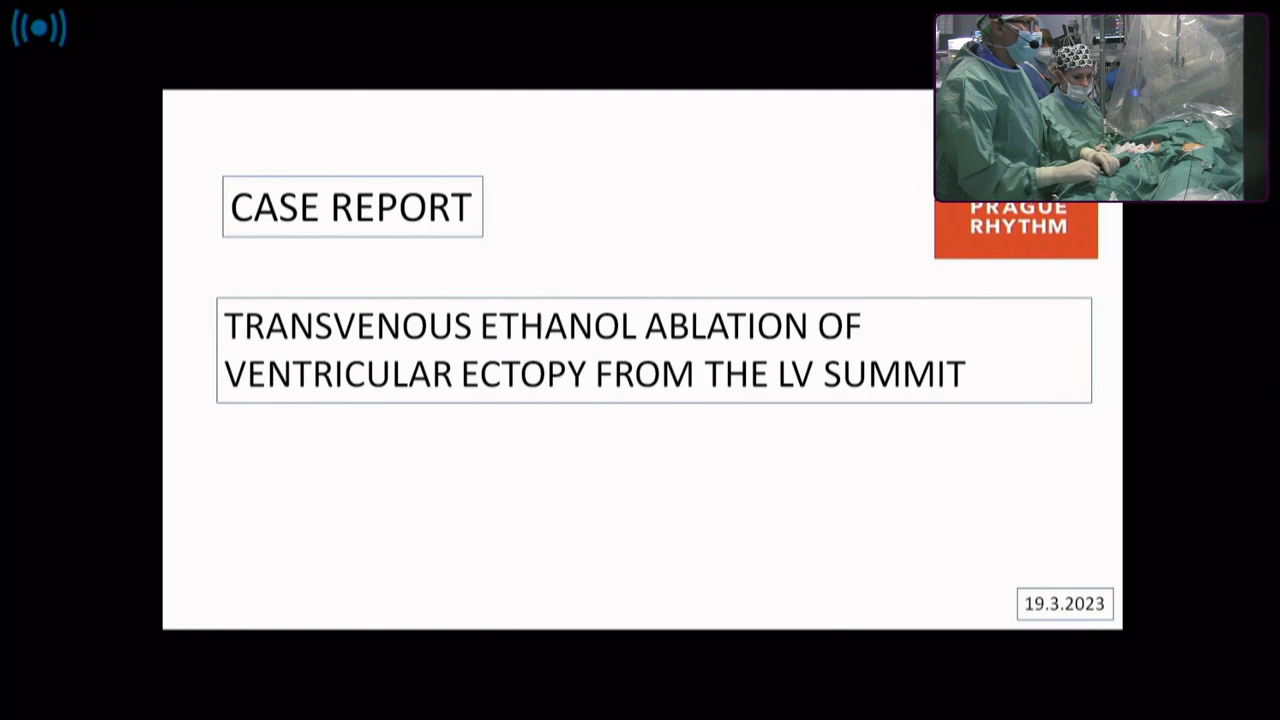 CASE REPORT
PRAGUE
RHYTHM
TRANSVENOUS ETHANOL ABLATION OF
VENTRICULAR ECTOPY FROM THE LV SUMMIT
19.3.2023